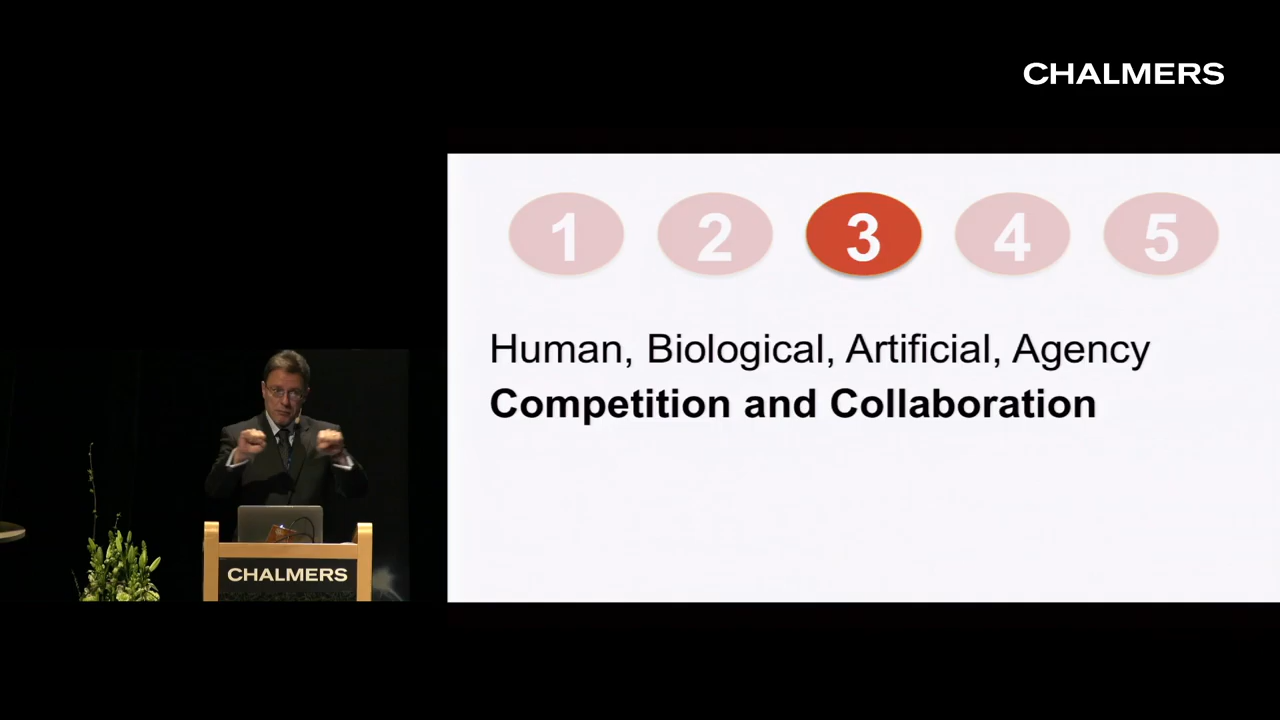 CHALMERS
1 2 3 4 5
Human, Biological, Artificial, Agency
Competition and Collaboration
CHALMERS